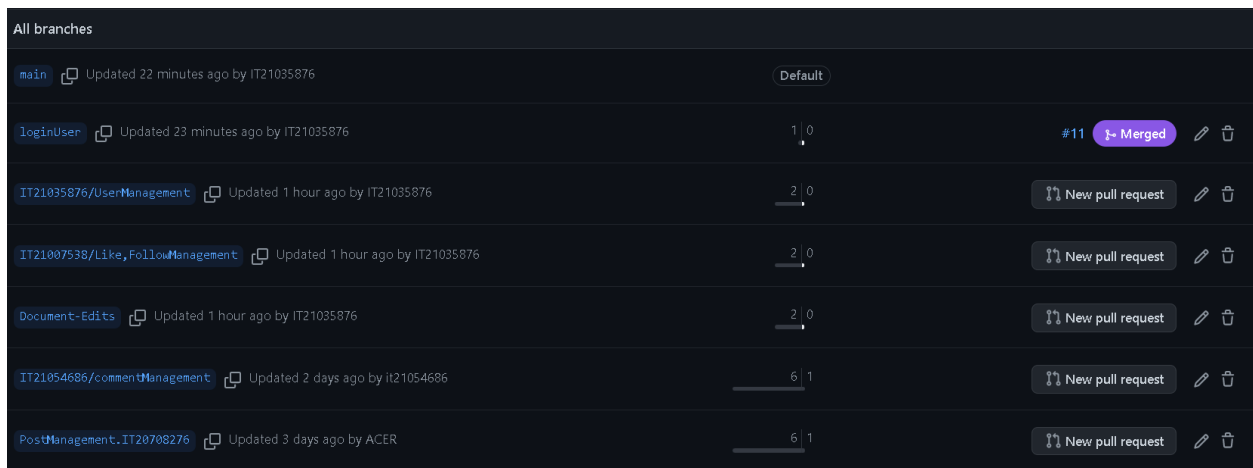 All branches
main Updated 22 minutes ago by IT21035876 Default
loginUser Updated 23 minutes ago by IT21035876 1 0 #11 Merged
IT21035876/UserManagement Updated 1 hour ago by IT21035876 2 0 New pull request
IT21007538/Like,FollowManagement Updated 1 hour ago by IT21035876 2 0 New pull request
Document-Edits Updated 1 hour ago by IT21035876 2 0 New pull request
IT21054686/commentManagement Updated 2 days ago by it21054686 6 1 New pull request
PostManagement.IT20708276 Updated 3 days ago by ACER 6 1 New pull request